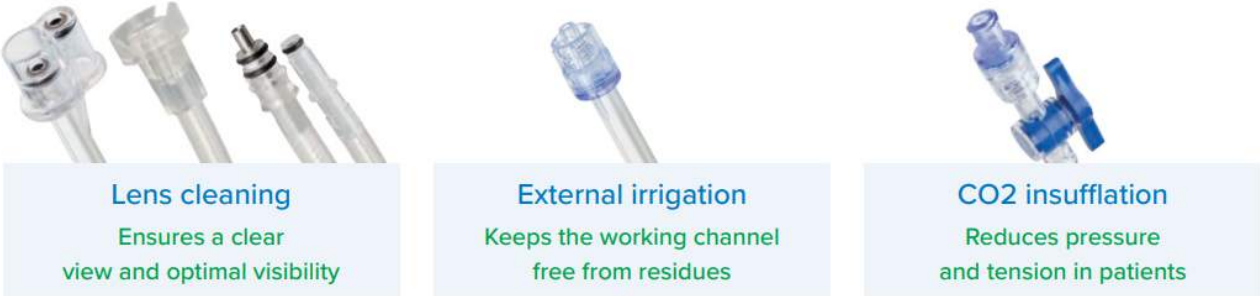 Lens cleaning
Ensures a clear
view and optimal visibility
External irrigation
Keeps the working channel
free from residues
CO2 insufflation
Reduces pressure
and tension in patients